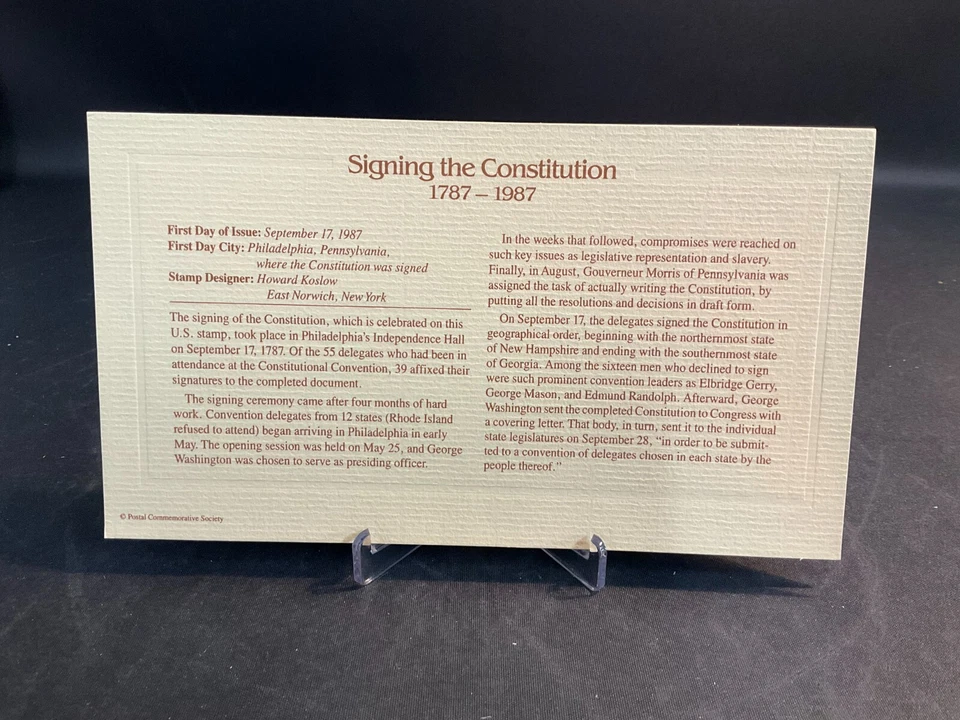 Signing the Constitution
1787 – 1987
First Day of Issue: September 17, 1987
First Day City: Philadelphia, Pennsylvania,
where the Constitution was signed
Stamp Designer: Howard Koslow
East Norwich, New York
The signing of the Constitution, which is celebrated on this
U.S. stamp, took place in Philadelphia's Independence Hall
on September 17, 1787. Of the 55 delegates who had been in
attendance at the Constitutional Convention, 39 affixed their
signatures to the completed document.
The signing ceremony came after four months of hard
work. Convention delegates from 12 states (Rhode Island
refused to attend) began arriving in Philadelphia in early
May. The opening session was held on May 25, and George
Washington was chosen to serve as presiding officer.
In the weeks that followed, compromises were reached on
such key issues as legislative representation and slavery.
Finally, in August, Gouverneur Morris of Pennsylvania was
assigned the task of actually writing the Constitution, by
putting all the resolutions and decisions in draft form.
On September 17, the delegates signed the Constitution in
geographical order, beginning with the northernmost state
of New Hampshire and ending with the southernmost state
of Georgia. Among the sixteen men who declined to sign
were such prominent convention leaders as Elbridge Gerry,
George Mason, and Edmund Randolph. Afterward, George
Washington sent the completed Constitution to Congress with
a covering letter. That body, in turn, sent it to the individual
state legislatures on September 28, "in order to be submit-
ted to a convention of delegates chosen in each state by the
people thereof."
© Postal Commemorative Society